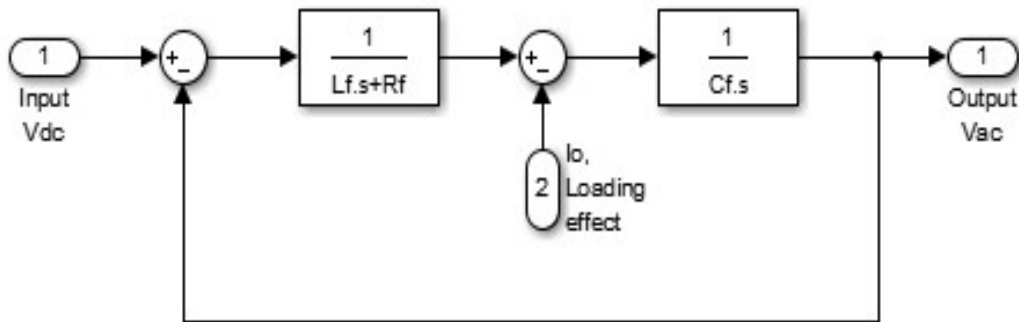 1
Input
Vdc
+
−
1
Lf.s+Rf
+
−
2
Io,
Loading
effect
1
Cf.s
1
Output
Vac